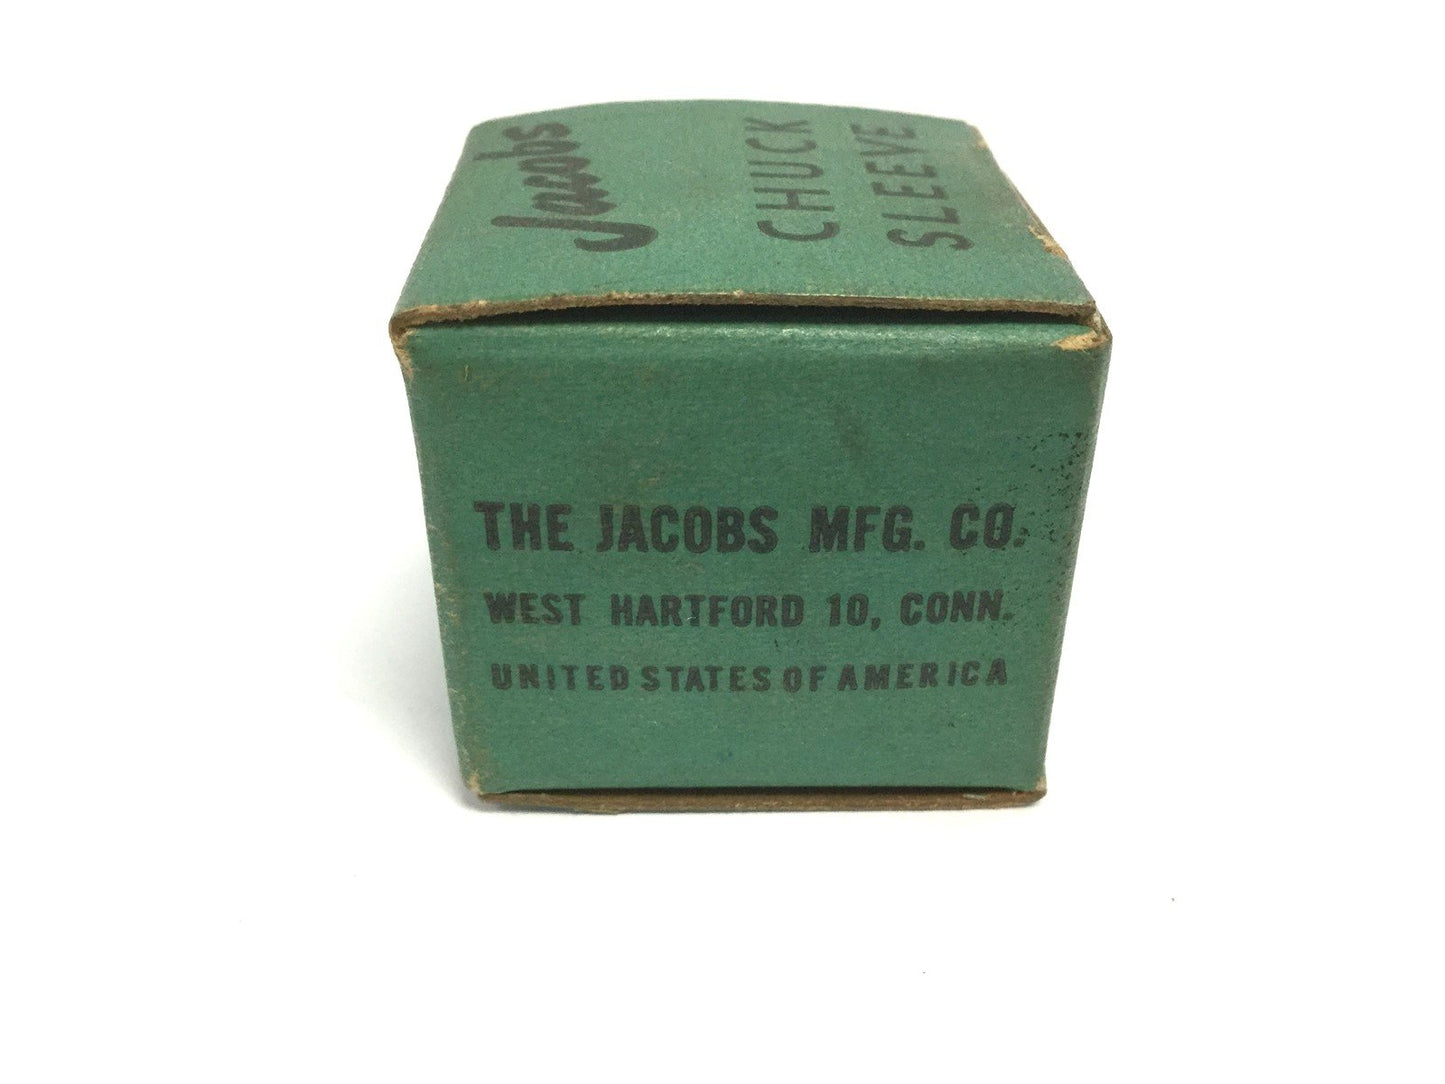 Jacobs
CHUCK
SLEEVE
THE JACOBS MFG. CO.
WEST HARTFORD 10, CONN.
UNITED STATES OF AMERICA